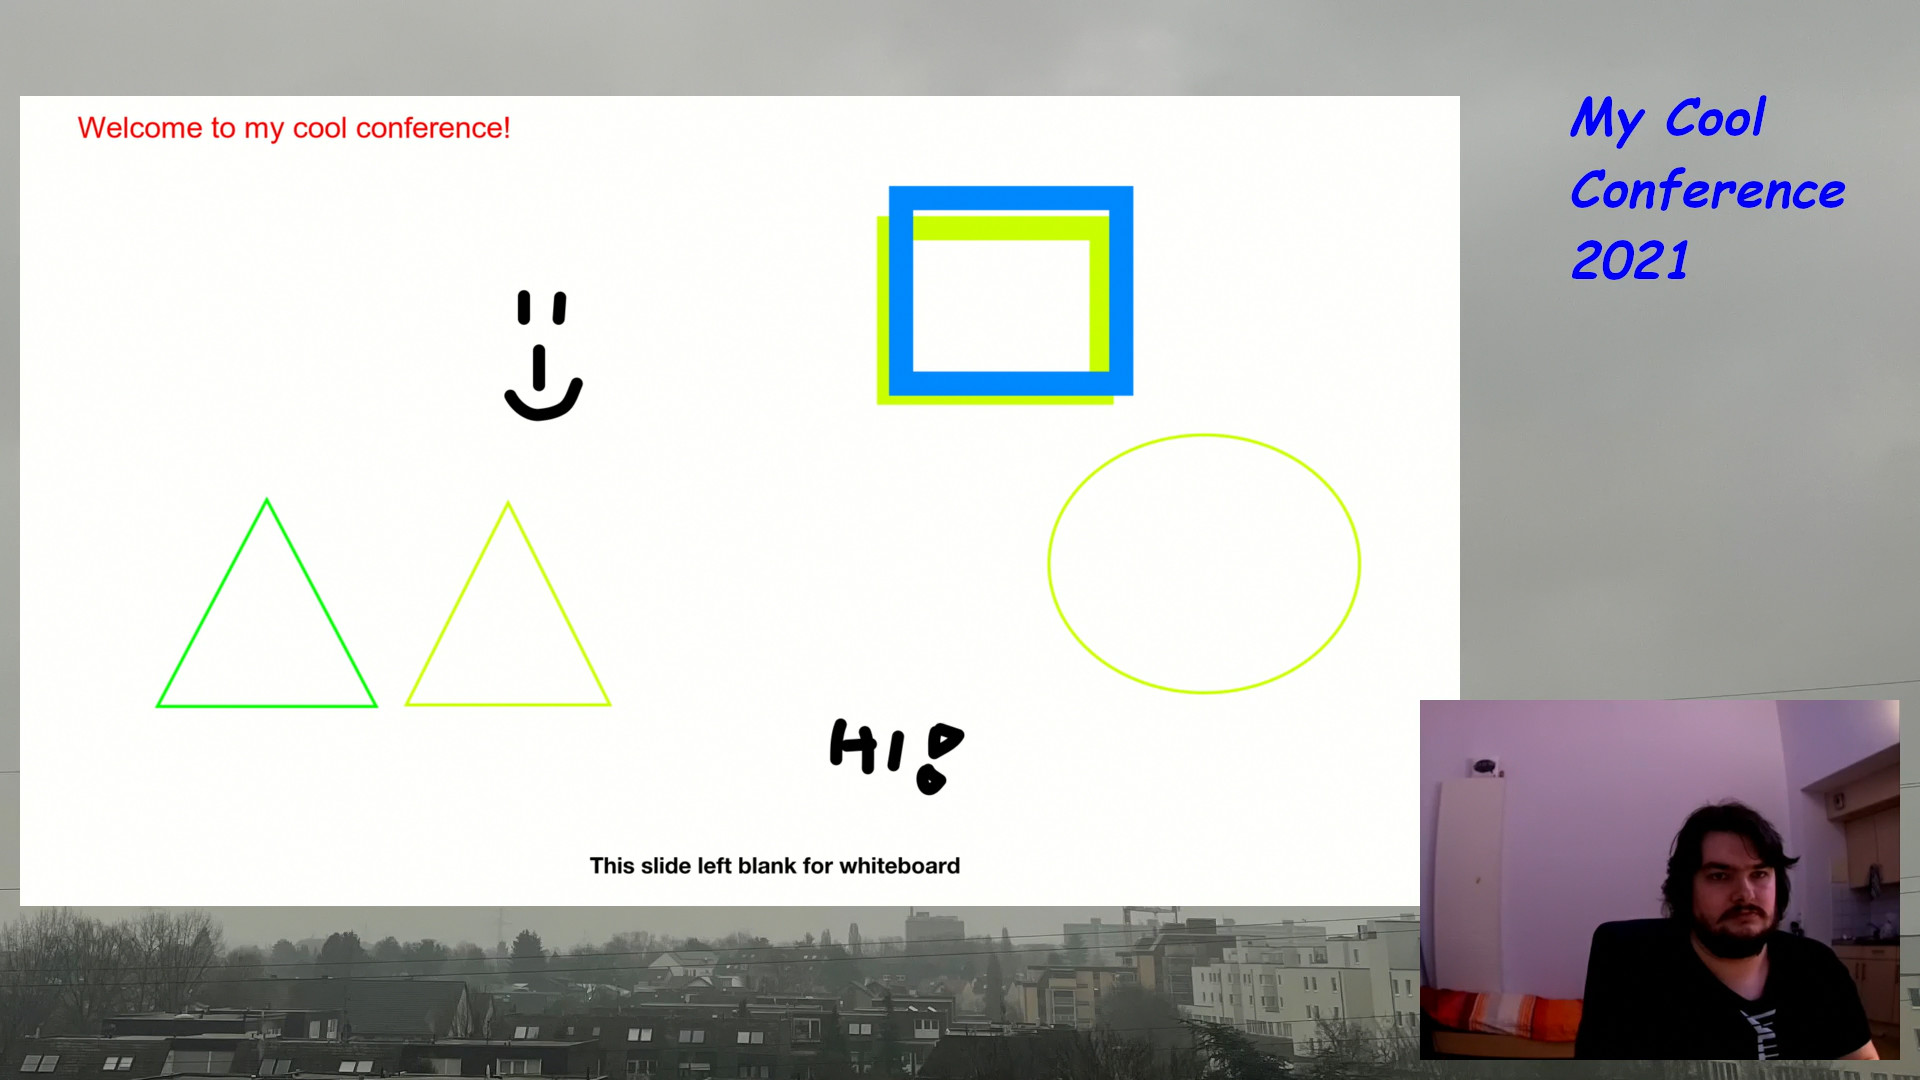 Welcome to my cool conference!
My Cool
Conference
2021
HI!
This slide left blank for whiteboard